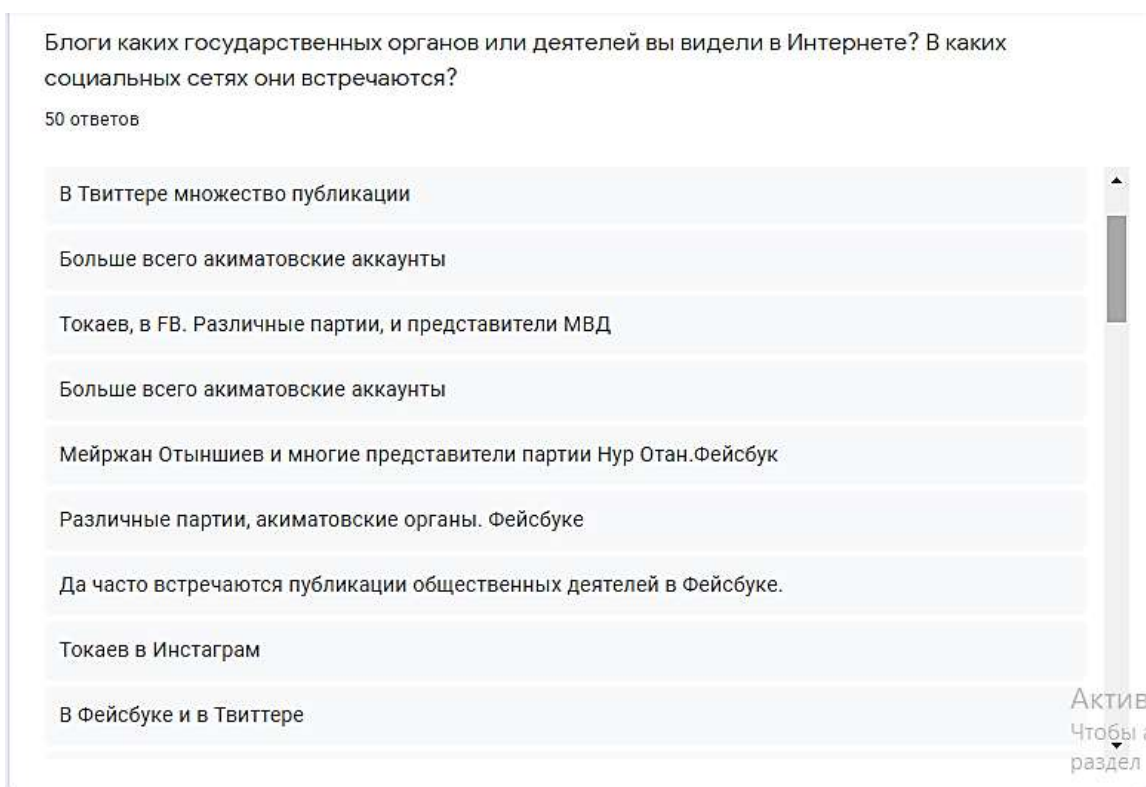 Блоги каких государственных органов или деятелей вы видели в Интернете? В каких
социальных сетях они встречаются?
50 ответов
В Твиттере множество публикации
Больше всего акиматовские аккаунты
Токаев, в FB. Различные партии, и представители МВД
Больше всего акиматовские аккаунты
Мейржан Отыншиев и многие представители партии Нур Отан.Фейсбук
Различные партии, акиматовские органы. Фейсбуке
Да часто встречаются публикации общественных деятелей в Фейсбуке.
Токаев в Инстаграм
В Фейсбуке и в Твиттере
Актив
Чтобы а
раздел